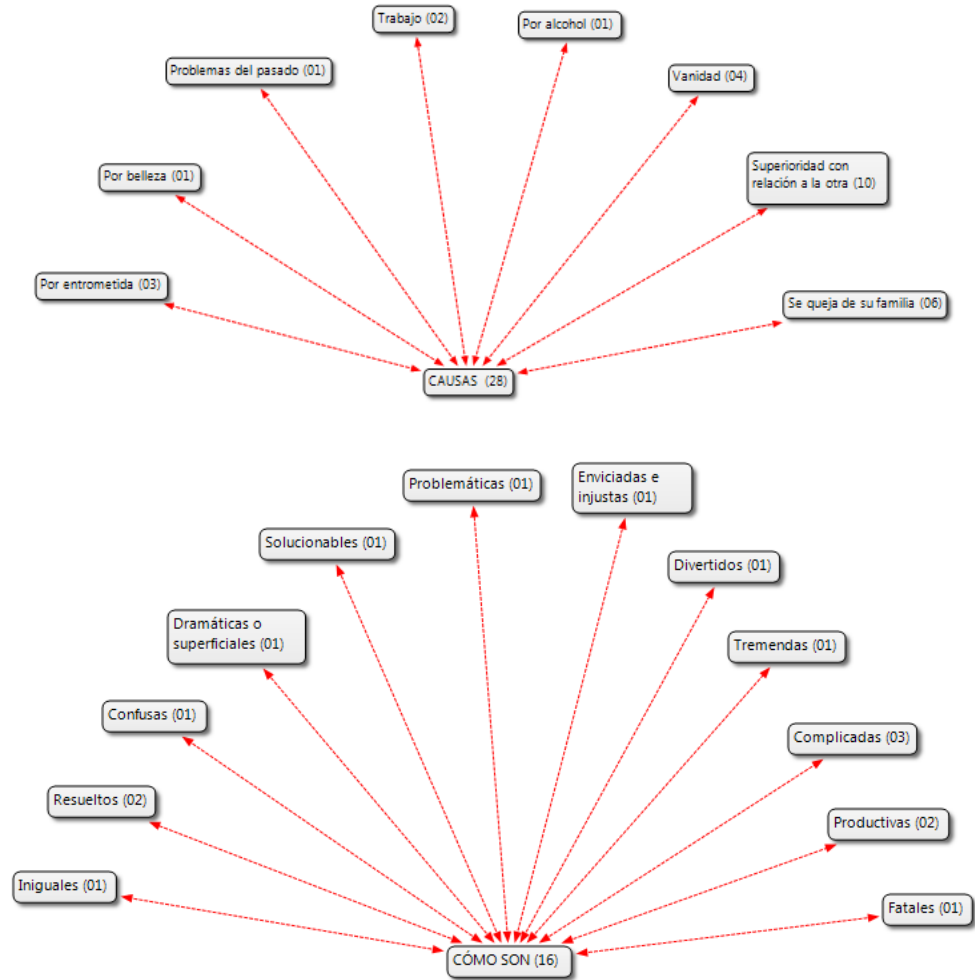 Trabajo (02)
Por alcohol (01)
Problemas del pasado (01)
Vanidad (04)
Superioridad con
relación a la otra (10)
Por belleza (01)
Por entrometida (03)
Se queja de su familia (06)
CAUSAS (28)
Problemáticas (01)
Enviciadas e
injustas (01)
Solucionables (01)
Divertidos (01)
Dramáticas o
superficiales (01)
Tremendas (01)
Confusas (01)
Complicadas (03)
Resueltos (02)
Productivas (02)
Iniguales (01)
Fatales (01)
CÓMO SON (16)